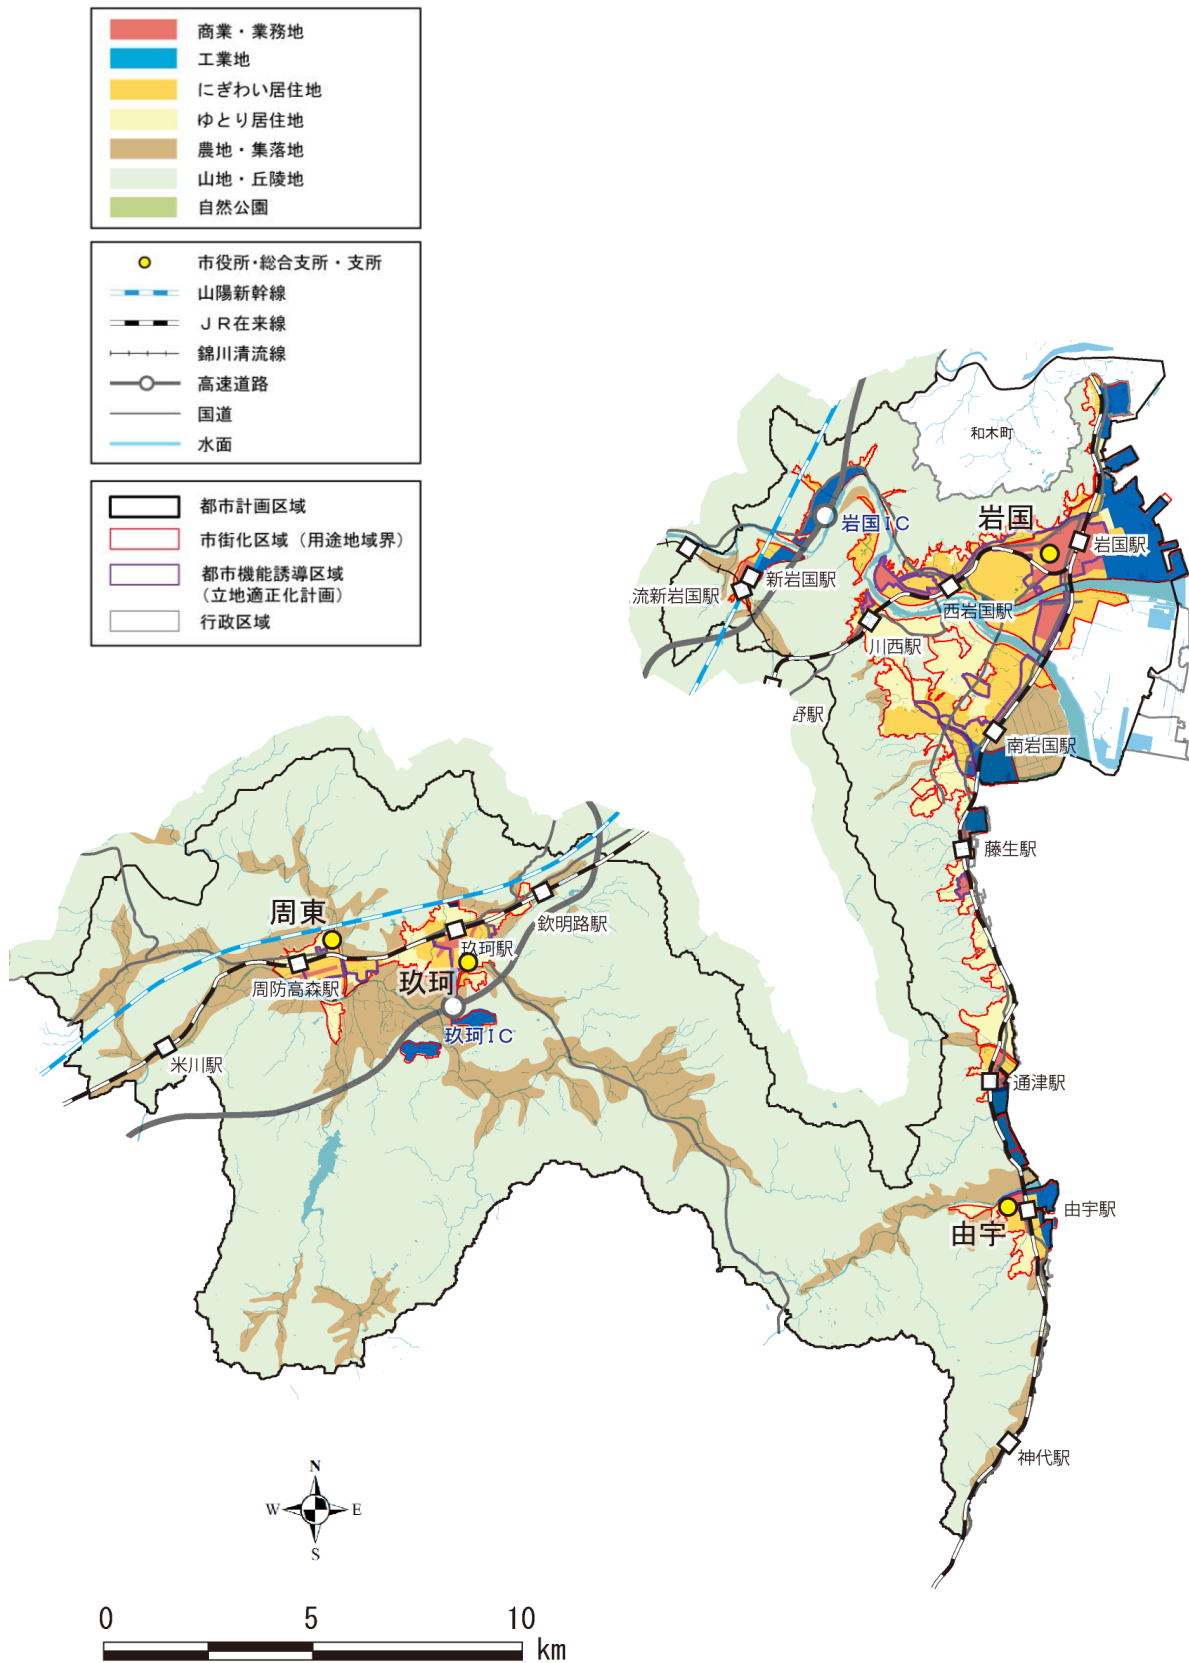 商業・業務地
工業地
にぎわい居住地
ゆとり居住地
農地・集落地
山地・丘陵地
自然公園
市役所・総合支所・支所
山陽新幹線
ＪＲ在来線
錦川清流線
高速道路
国道
水面
都市計画区域
市街化区域（用途地域界）
都市機能誘導区域
（立地適正化計画）
行政区域
和木町
岩国
岩国IC
岩国駅
新岩国駅
流新岩国駅
西岩国駅
川西駅
野駅
南岩国駅
藤生駅
周東
欽明路駅
玖珂駅
玖珂
周防高森駅
玖珂IC
米川駅
通津駅
由宇駅
由宇
神代駅
N
W
E
S
0
5
10
km